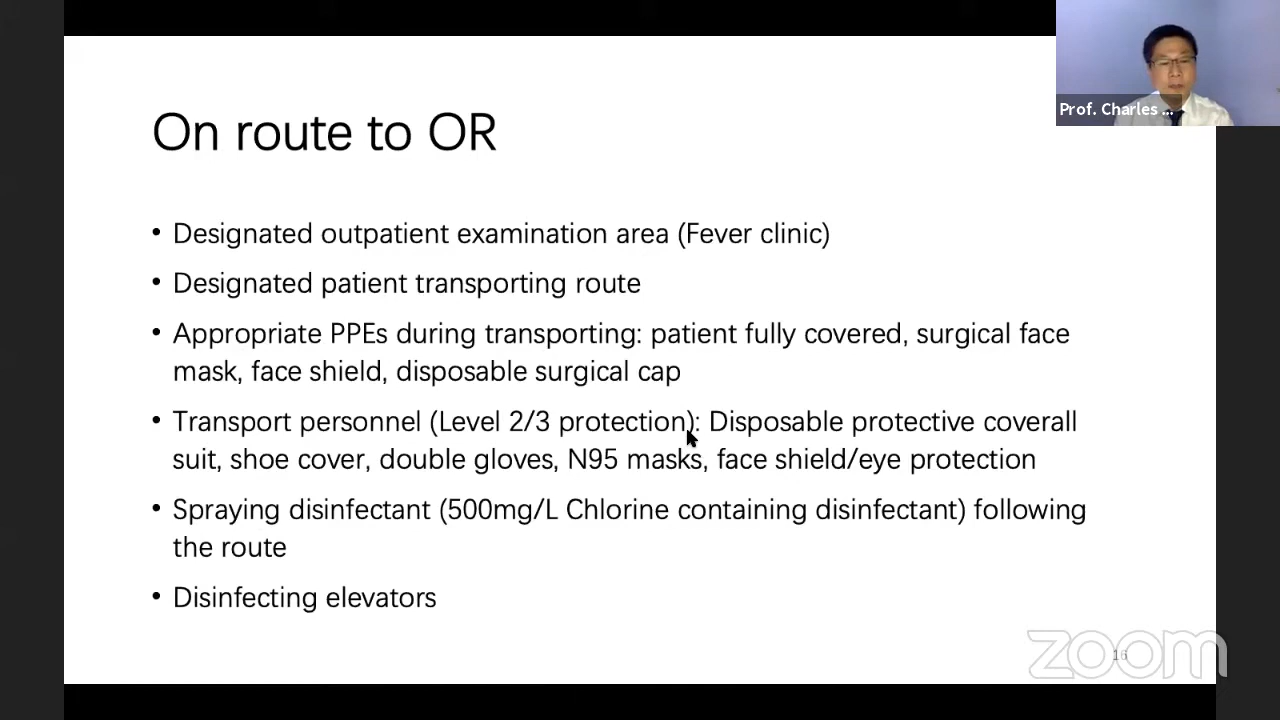 Prof. Charles ...
On route to OR
• Designated outpatient examination area (Fever clinic)
• Designated patient transporting route
• Appropriate PPEs during transporting: patient fully covered, surgical face
mask, face shield, disposable surgical cap
• Transport personnel (Level 2/3 protection): Disposable protective coverall
suit, shoe cover, double gloves, N95 masks, face shield/eye protection
• Spraying disinfectant (500mg/L Chlorine containing disinfectant) following
the route
• Disinfecting elevators
zoom
16